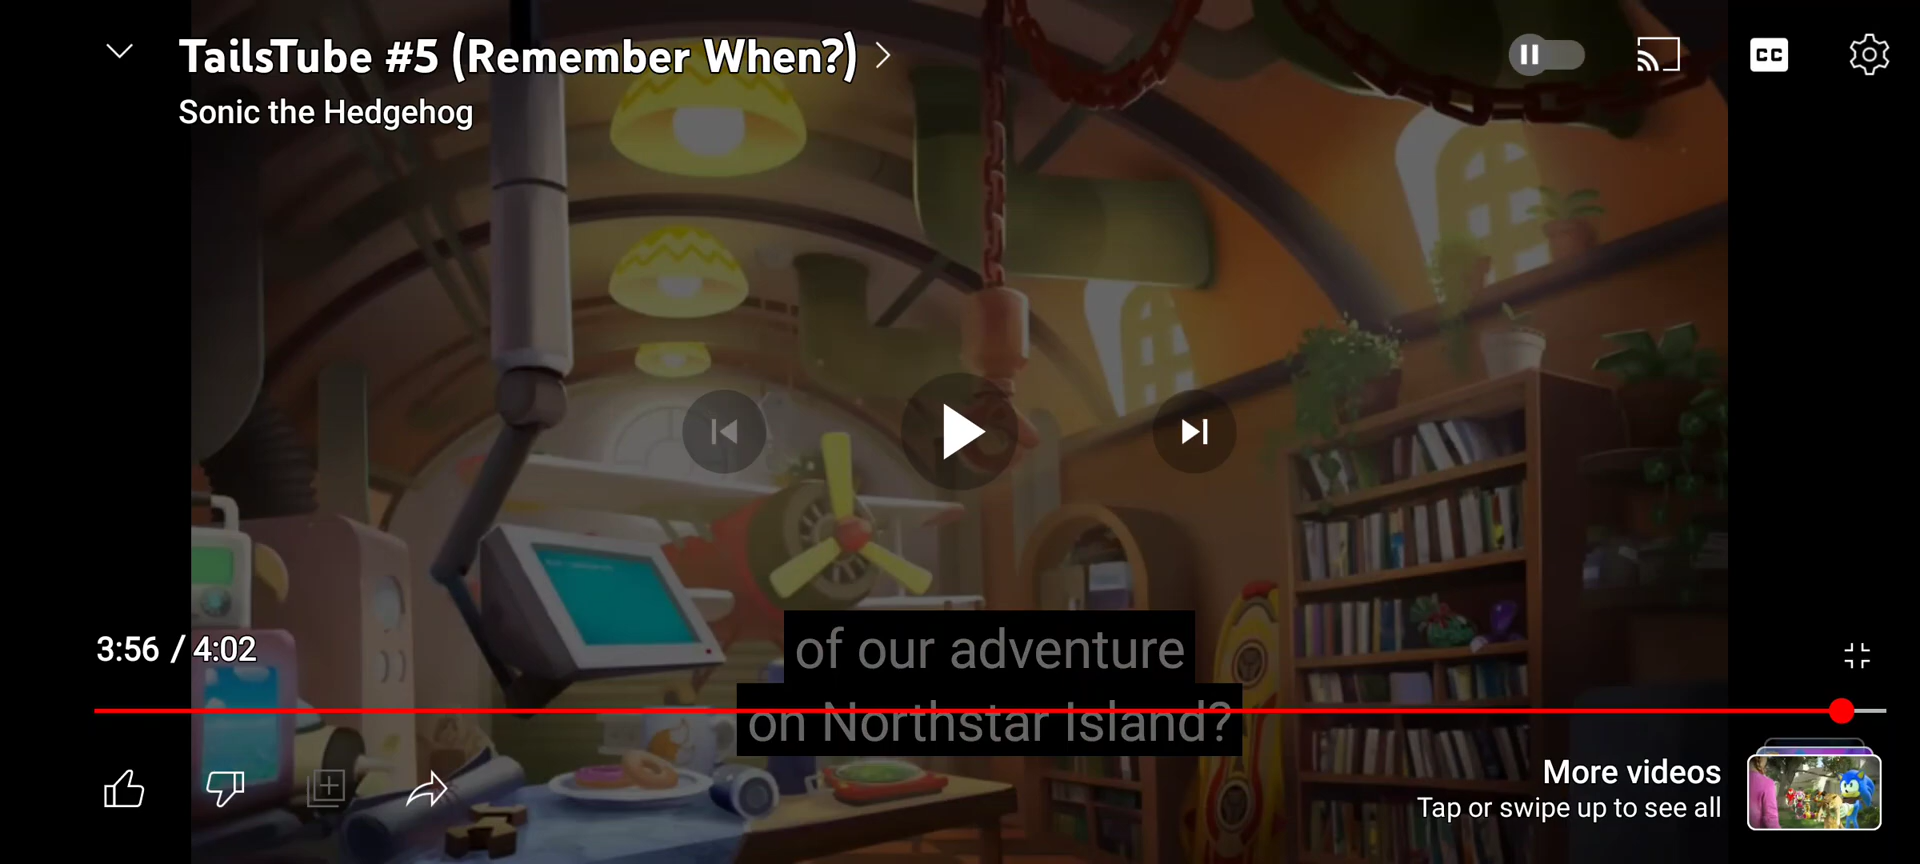 TailsTube #5 (Remember When?)
Sonic the Hedgehog
CC
of our adventure
3:56 / 4:02
on Northstar Island?
More videos
Tap or swipe up to see all